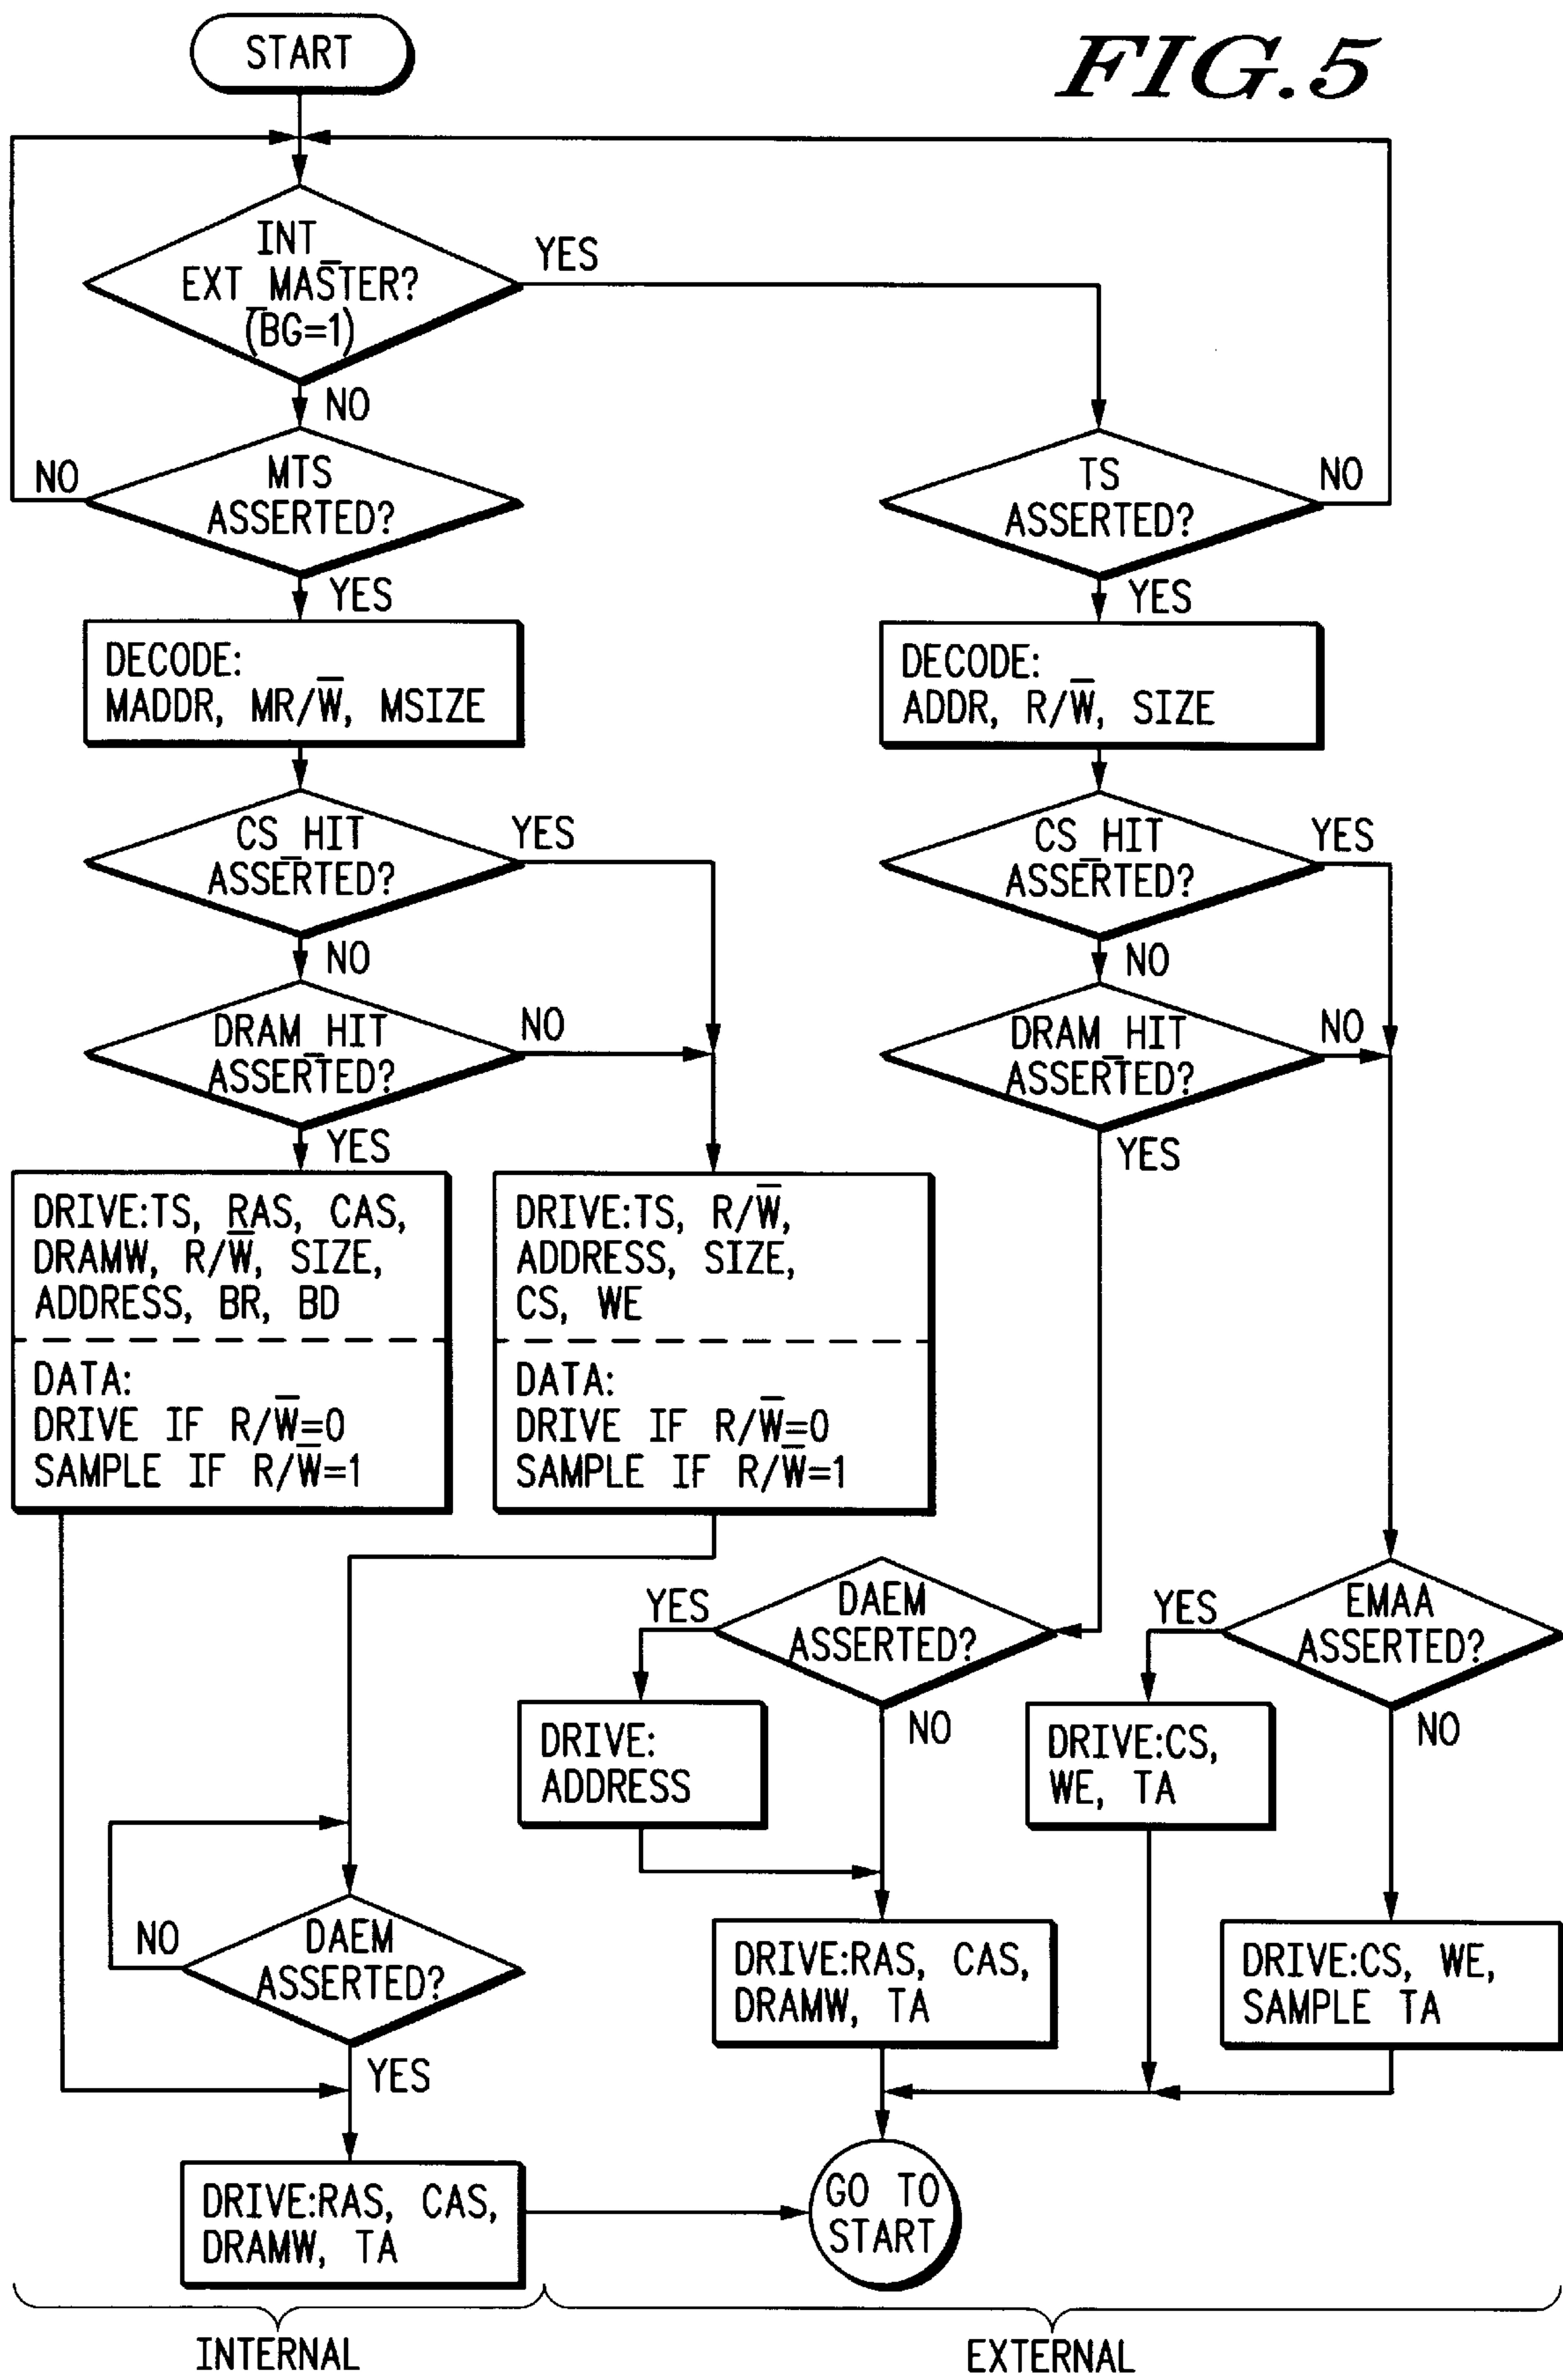 FIG.5
START
INT
EXT MASTER?
(B̅G=1)
YES
NO
MTS
ASSERTED?
NO
YES
TS
ASSERTED?
NO
YES
DECODE:
MADDR, MR/W̅, MSIZE
DECODE:
ADDR, R/W̅, SIZE
CS_HIT
ASSERTED?
YES
NO
CS_HIT
ASSERTED?
YES
NO
DRAM_HIT
ASSERTED?
NO
YES
DRAM_HIT
ASSERTED?
NO
YES
DRIVE:TS, RAS, CAS,
DRAMW, R/W̅, SIZE,
ADDRESS, BR, BD
DATA:
DRIVE IF R/W̅=0
SAMPLE IF R/W̅=1
DRIVE:TS, R/W̅,
ADDRESS, SIZE,
CS, WE
DATA:
DRIVE IF R/W̅=0
SAMPLE IF R/W̅=1
YES
DAEM
ASSERTED?
NO
YES
EMAA
ASSERTED?
NO
DRIVE:
ADDRESS
DRIVE:CS,
WE, TA
NO
DAEM
ASSERTED?
YES
DRIVE:RAS, CAS,
DRAMW, TA
DRIVE:CS, WE,
SAMPLE TA
DRIVE:RAS, CAS,
DRAMW, TA
GO TO
START
INTERNAL
EXTERNAL